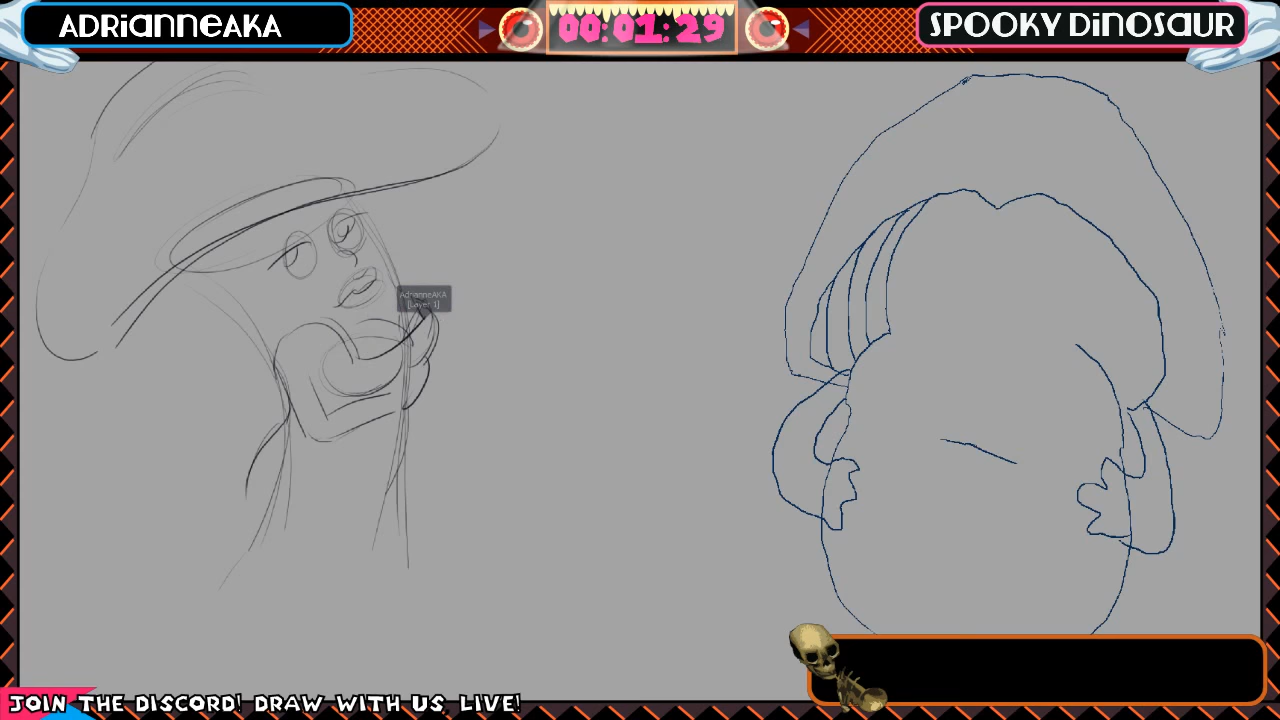 ADRIANNEAKA
00:01:29
SPOOKY DINOSAUR
AdrianneAKA
[Layer 1]
JOIN THE DISCORD! DRAW WITH US, LIVE!